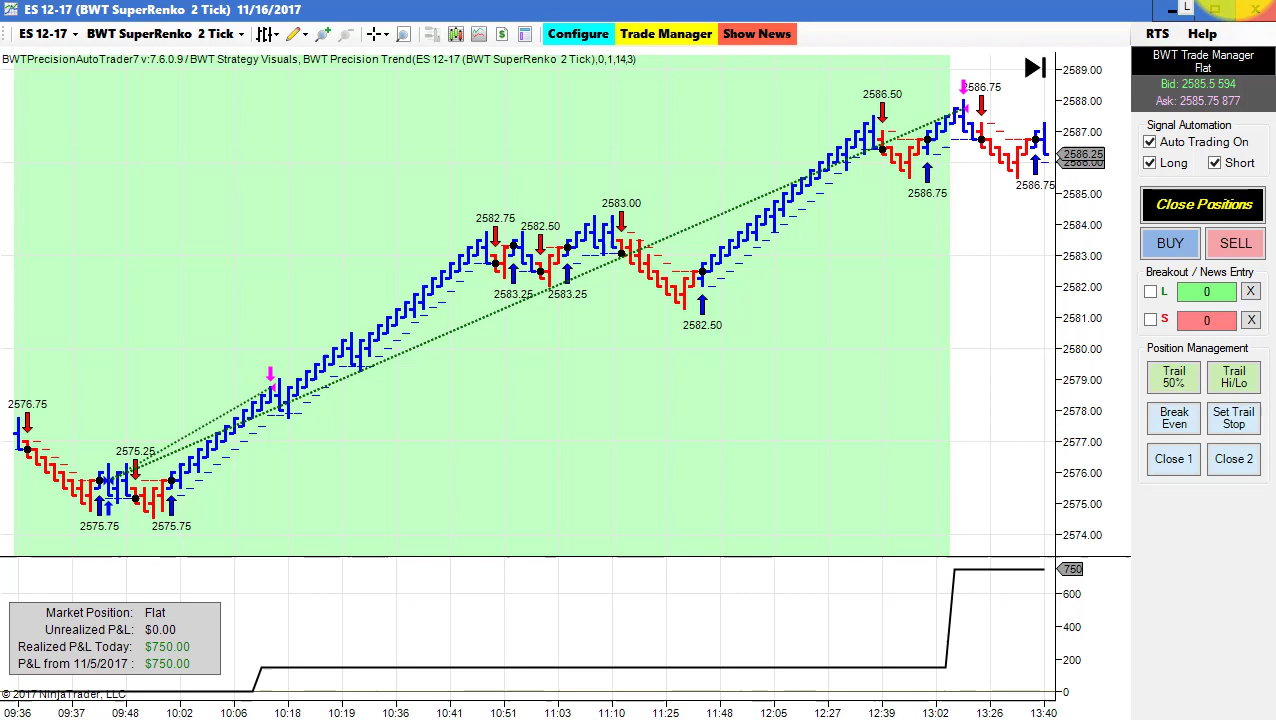 ES 12-17 (BWT SuperRenko 2 Tick) 11/16/2017
L
ES 12-17 BWT SuperRenko 2 Tick $ Configure Trade Manager Show News RTS Help
BWTPrecisionAutoTrader7 v:7.6.0.9 / BWT Strategy Visuals, BWT Precision Trend(ES 12-17 (BWT SuperRenko 2 Tick),0,1,14,3)
BWT Trade Manager
Flat
Bid: 2585.5 594
Ask: 2585.75 877
Signal Automation
Auto Trading On
Long Short
Close Positions
BUY SELL
Breakout / News Entry
L 0 X
S 0 X
Position Management
Trail 50%
Trail Hi/Lo
Break Even
Set Trail Stop
Close 1 Close 2
2576.75
2575.75
2575.25
2575.75
2582.75
2583.25
2582.50
2583.25
2583.00
2582.50
2586.50
2586.75
2586.75
2586.75
2589.00
2588.00
2587.00
2586.25
2586.00
2585.00
2584.00
2583.00
2582.00
2581.00
2580.00
2579.00
2578.00
2577.00
2576.00
2575.00
2574.00
750
600
400
200
0
Market Position: Flat
Unrealized P&L: $0.00
Realized P&L Today: $750.00
P&L from 11/5/2017 : $750.00
© 2017 NinjaTrader, LLC
09:36 09:37 09:48 10:02 10:06 10:18 10:19 10:41 10:51 11:03 11:10 11:25 11:48 12:05 12:27 12:39 13:02 13:26 13:40